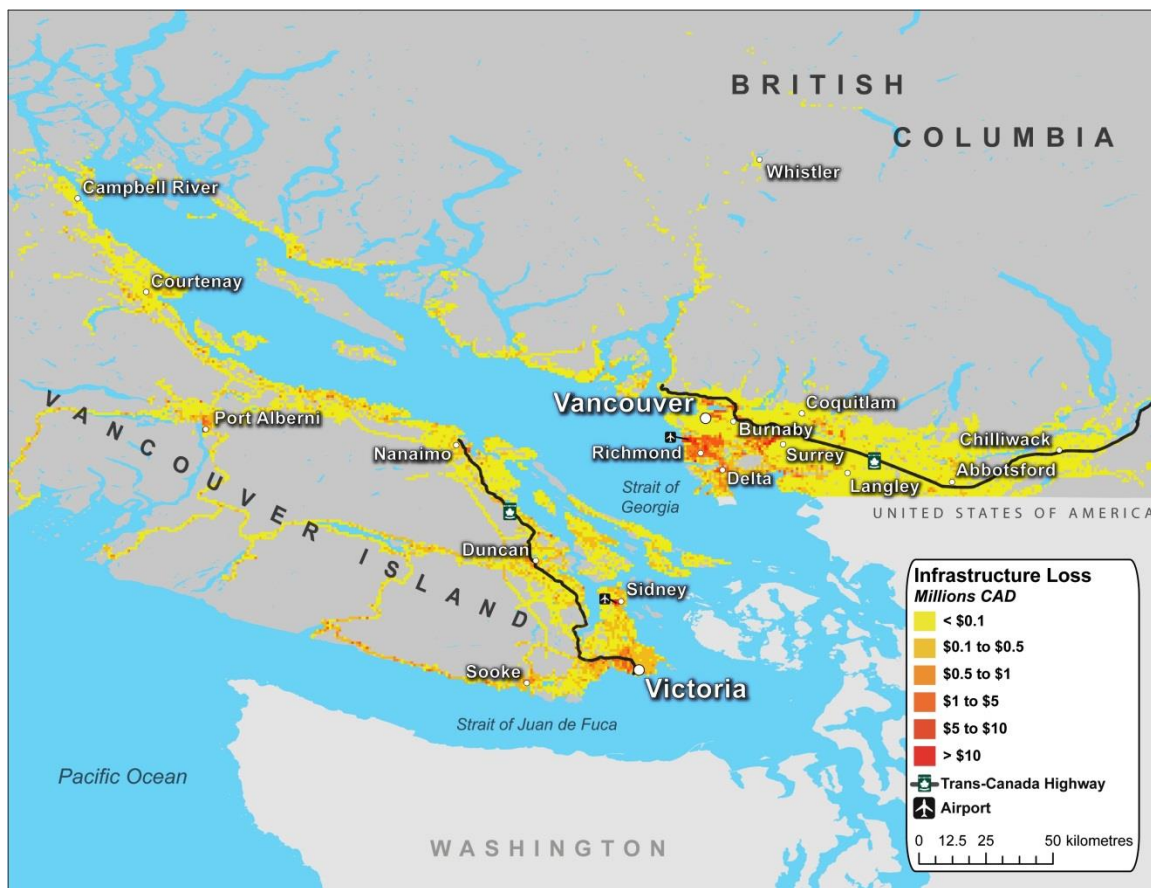 BRITISH
COLUMBIA
Whistler
Campbell River
Courtenay
Port Alberni
VANCOUVER ISLAND
Nanaimo
Duncan
Sidney
Sooke
Victoria
Vancouver
Coquitlam
Burnaby
Richmond
Surrey
Delta
Langley
Chilliwack
Abbotsford
Strait of
Georgia
UNITED STATES OF AMERICA
Strait of Juan de Fuca
Pacific Ocean
WASHINGTON
Infrastructure Loss
Millions CAD
< $0.1
$0.1 to $0.5
$0.5 to $1
$1 to $5
$5 to $10
> $10
Trans-Canada Highway
Airport
0 12.5 25 50 kilometres